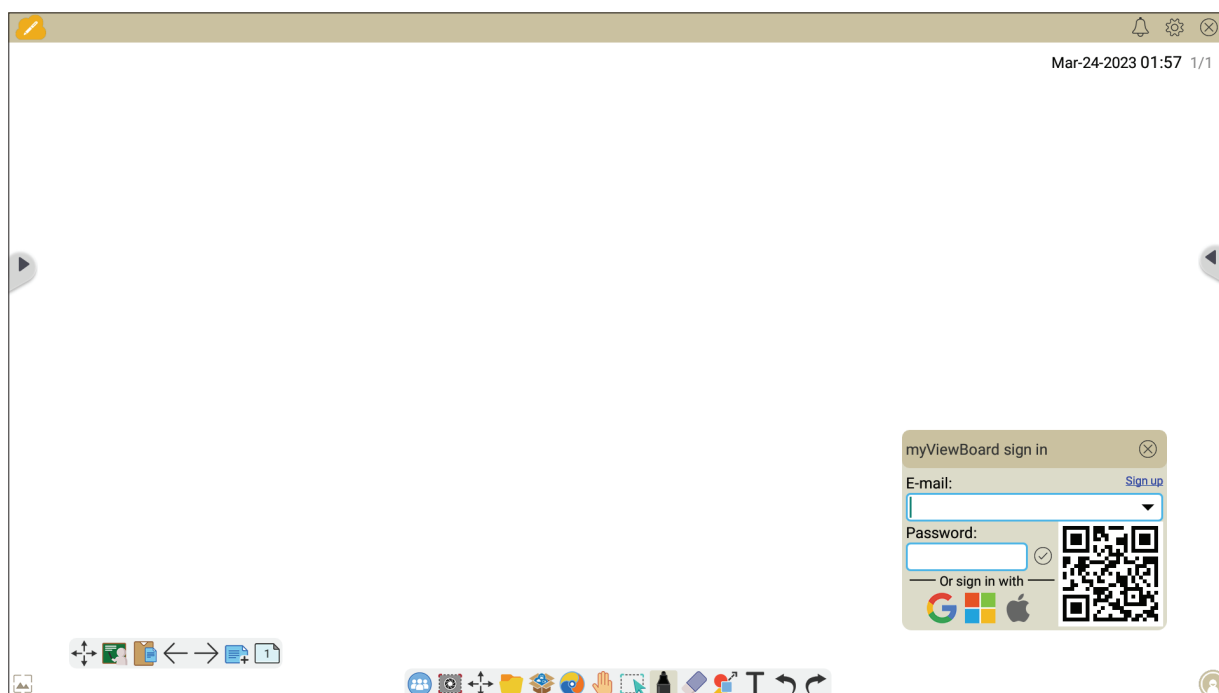 Mar-24-2023 01:57 1/1
myViewBoard sign in
E-mail: Sign up
Password:
Or sign in with
1
T